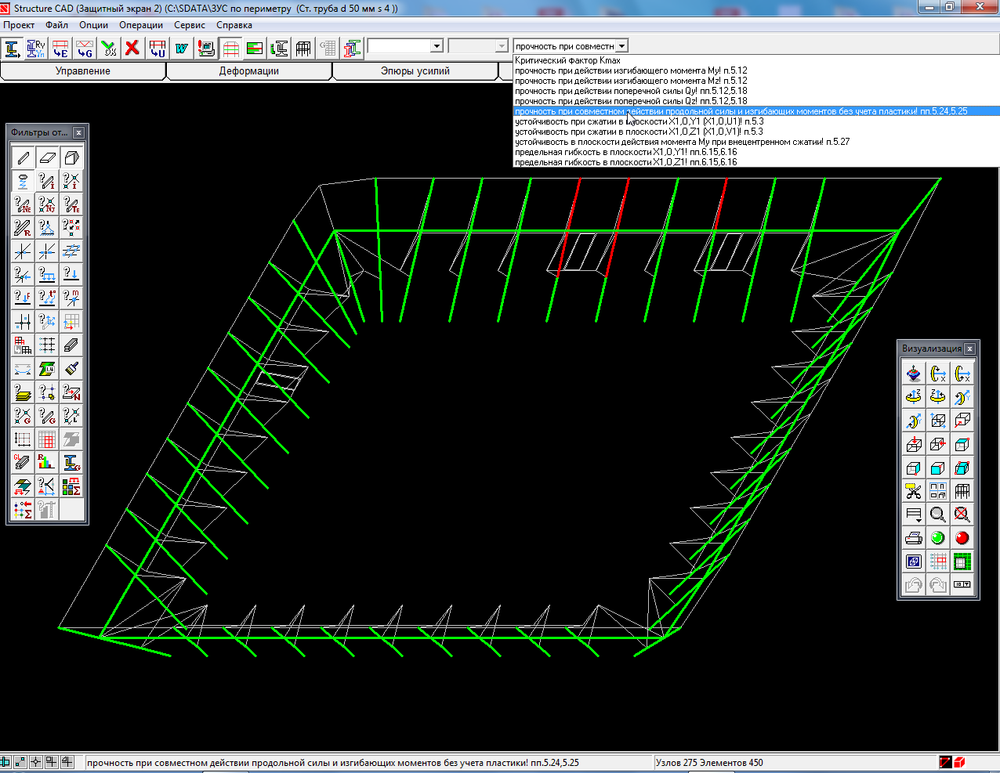 Structure CAD (Защитный экран 2) (C:\SDATA\ЗУС по периметру  (Ст. труба d 50 мм s 4 ))
Проект Файл Опции Операции Сервис Справка
прочность при совместн
Управление Деформации Эпюры усилий
Критический фактор Kmax
прочность при действии изгибающего момента My! п.5.12
прочность при действии изгибающего момента Mz! п.5.12
прочность при действии поперечной силы Qy! пп.5.12,5.18
прочность при действии поперечной силы Qz! пп.5.12,5.18
прочность при совместном действии продольной силы и изгибающих моментов без учета пластики! пп.5.24,5.25
устойчивость при сжатии в плоскости X1,O,Y1 (X1,O,U1)! п.5.3
устойчивость при сжатии в плоскости X1,O,Z1 (X1,O,V1)! п.5.3
устойчивость в плоскости действия момента My при внецентренном сжатии! п.5.27
предельная гибкость в плоскости X1,O,Y1! пп.6.15,6.16
предельная гибкость в плоскости X1,O,Z1! пп.6.15,6.16
Фильтры от...
Визуализация
прочность при совместном действии продольной силы и изгибающих моментов без учета пластики! пп.5.24,5.25
Узлов 275 Элементов 450